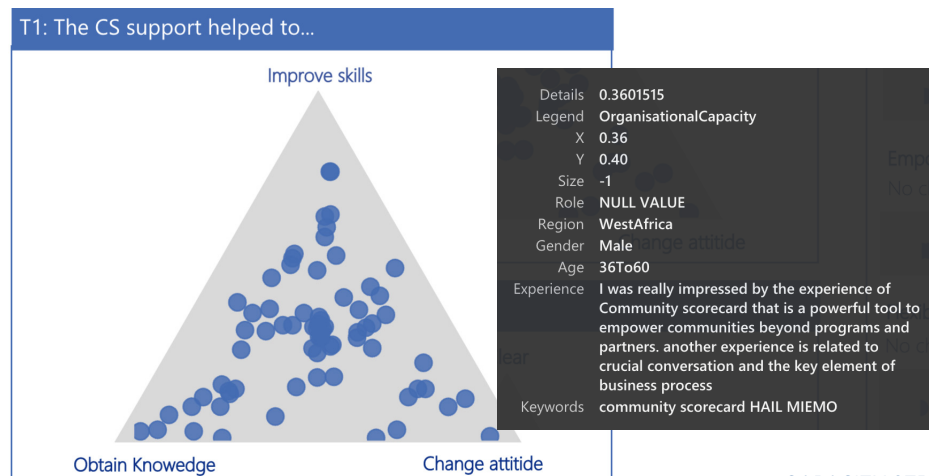 T1: The CS support helped to...
Improve skills
Obtain Knowledge
Change attitide
Details 0.3601515
Legend OrganisationalCapacity
X 0.36
Y 0.40
Size -1
Role NULL VALUE
Region WestAfrica
Gender Male
Age 36To60
Experience I was really impressed by the experience of
Community scorecard that is a powerful tool to
empower communities beyond programs and
partners. another experience is related to
crucial conversation and the key element of
business process
Keywords community scorecard HAIL MIEMO
Change attitide